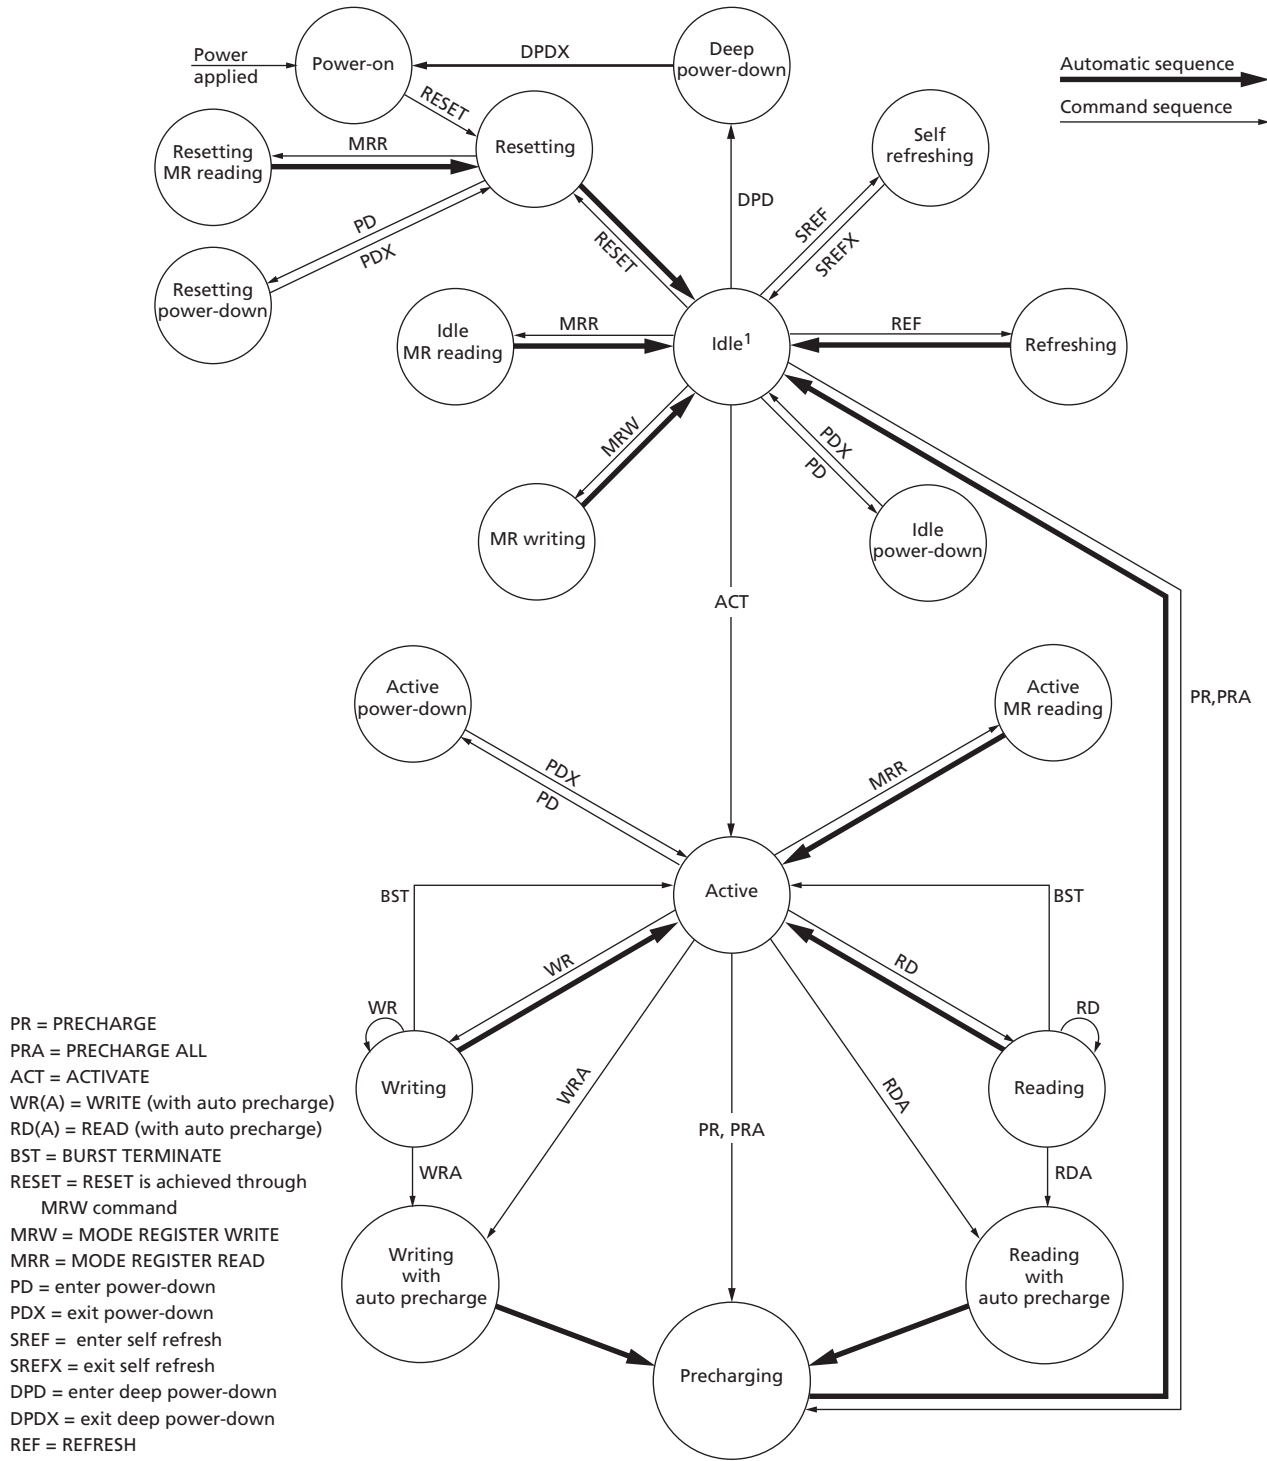 Power
applied
Power-on
DPDX
Deep
power-down
Automatic sequence
Command sequence
RESET
Resetting
MR reading
MRR
Resetting
Self
refreshing
DPD
PD
PDX
RESET
SREF
SREFX
Resetting
power-down
Idle
MR reading
MRR
Idle1
REF
Refreshing
MRW
PDX
PD
MR writing
Idle
power-down
ACT
Active
power-down
Active
MR reading
PR,PRA
PDX
PD
MRR
BST
Active
BST
WR
RD
WR
RD
Writing
Reading
WRA
RDA
PR, PRA
WRA
RDA
Writing
with
auto precharge
Reading
with
auto precharge
Precharging
PR = PRECHARGE
PRA = PRECHARGE ALL
ACT = ACTIVATE
WR(A) = WRITE (with auto precharge)
RD(A) = READ (with auto precharge)
BST = BURST TERMINATE
RESET = RESET is achieved through
MRW command
MRW = MODE REGISTER WRITE
MRR = MODE REGISTER READ
PD = enter power-down
PDX = exit power-down
SREF = enter self refresh
SREFX = exit self refresh
DPD = enter deep power-down
DPDX = exit deep power-down
REF = REFRESH